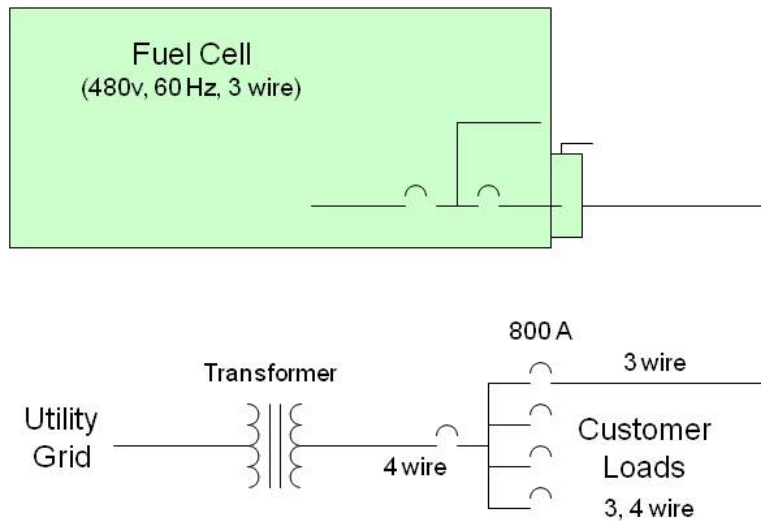 Fuel Cell
(480v, 60 Hz, 3 wire)
800 A
3 wire
Transformer
Utility
Grid
4 wire
Customer
Loads
3, 4 wire